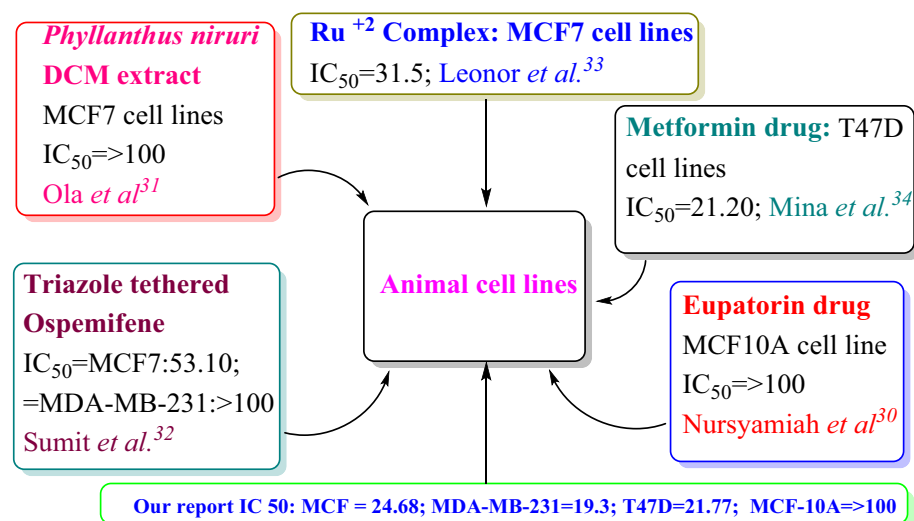 Phyllanthus niruri
DCM extract
MCF7 cell lines
IC50=>100
Ola et al31
Ru +2 Complex: MCF7 cell lines
IC50=31.5; Leonor et al.33
Metformin drug: T47D
cell lines
IC50=21.20; Mina et al.34
Animal cell lines
Triazole tethered
Ospemifene
IC50=MCF7:53.10;
=MDA-MB-231:>100
Sumit et al.32
Eupatorin drug
MCF10A cell line
IC50=>100
Nursyamiah et al30
Our report IC 50: MCF = 24.68; MDA-MB-231=19.3; T47D=21.77; MCF-10A=>100